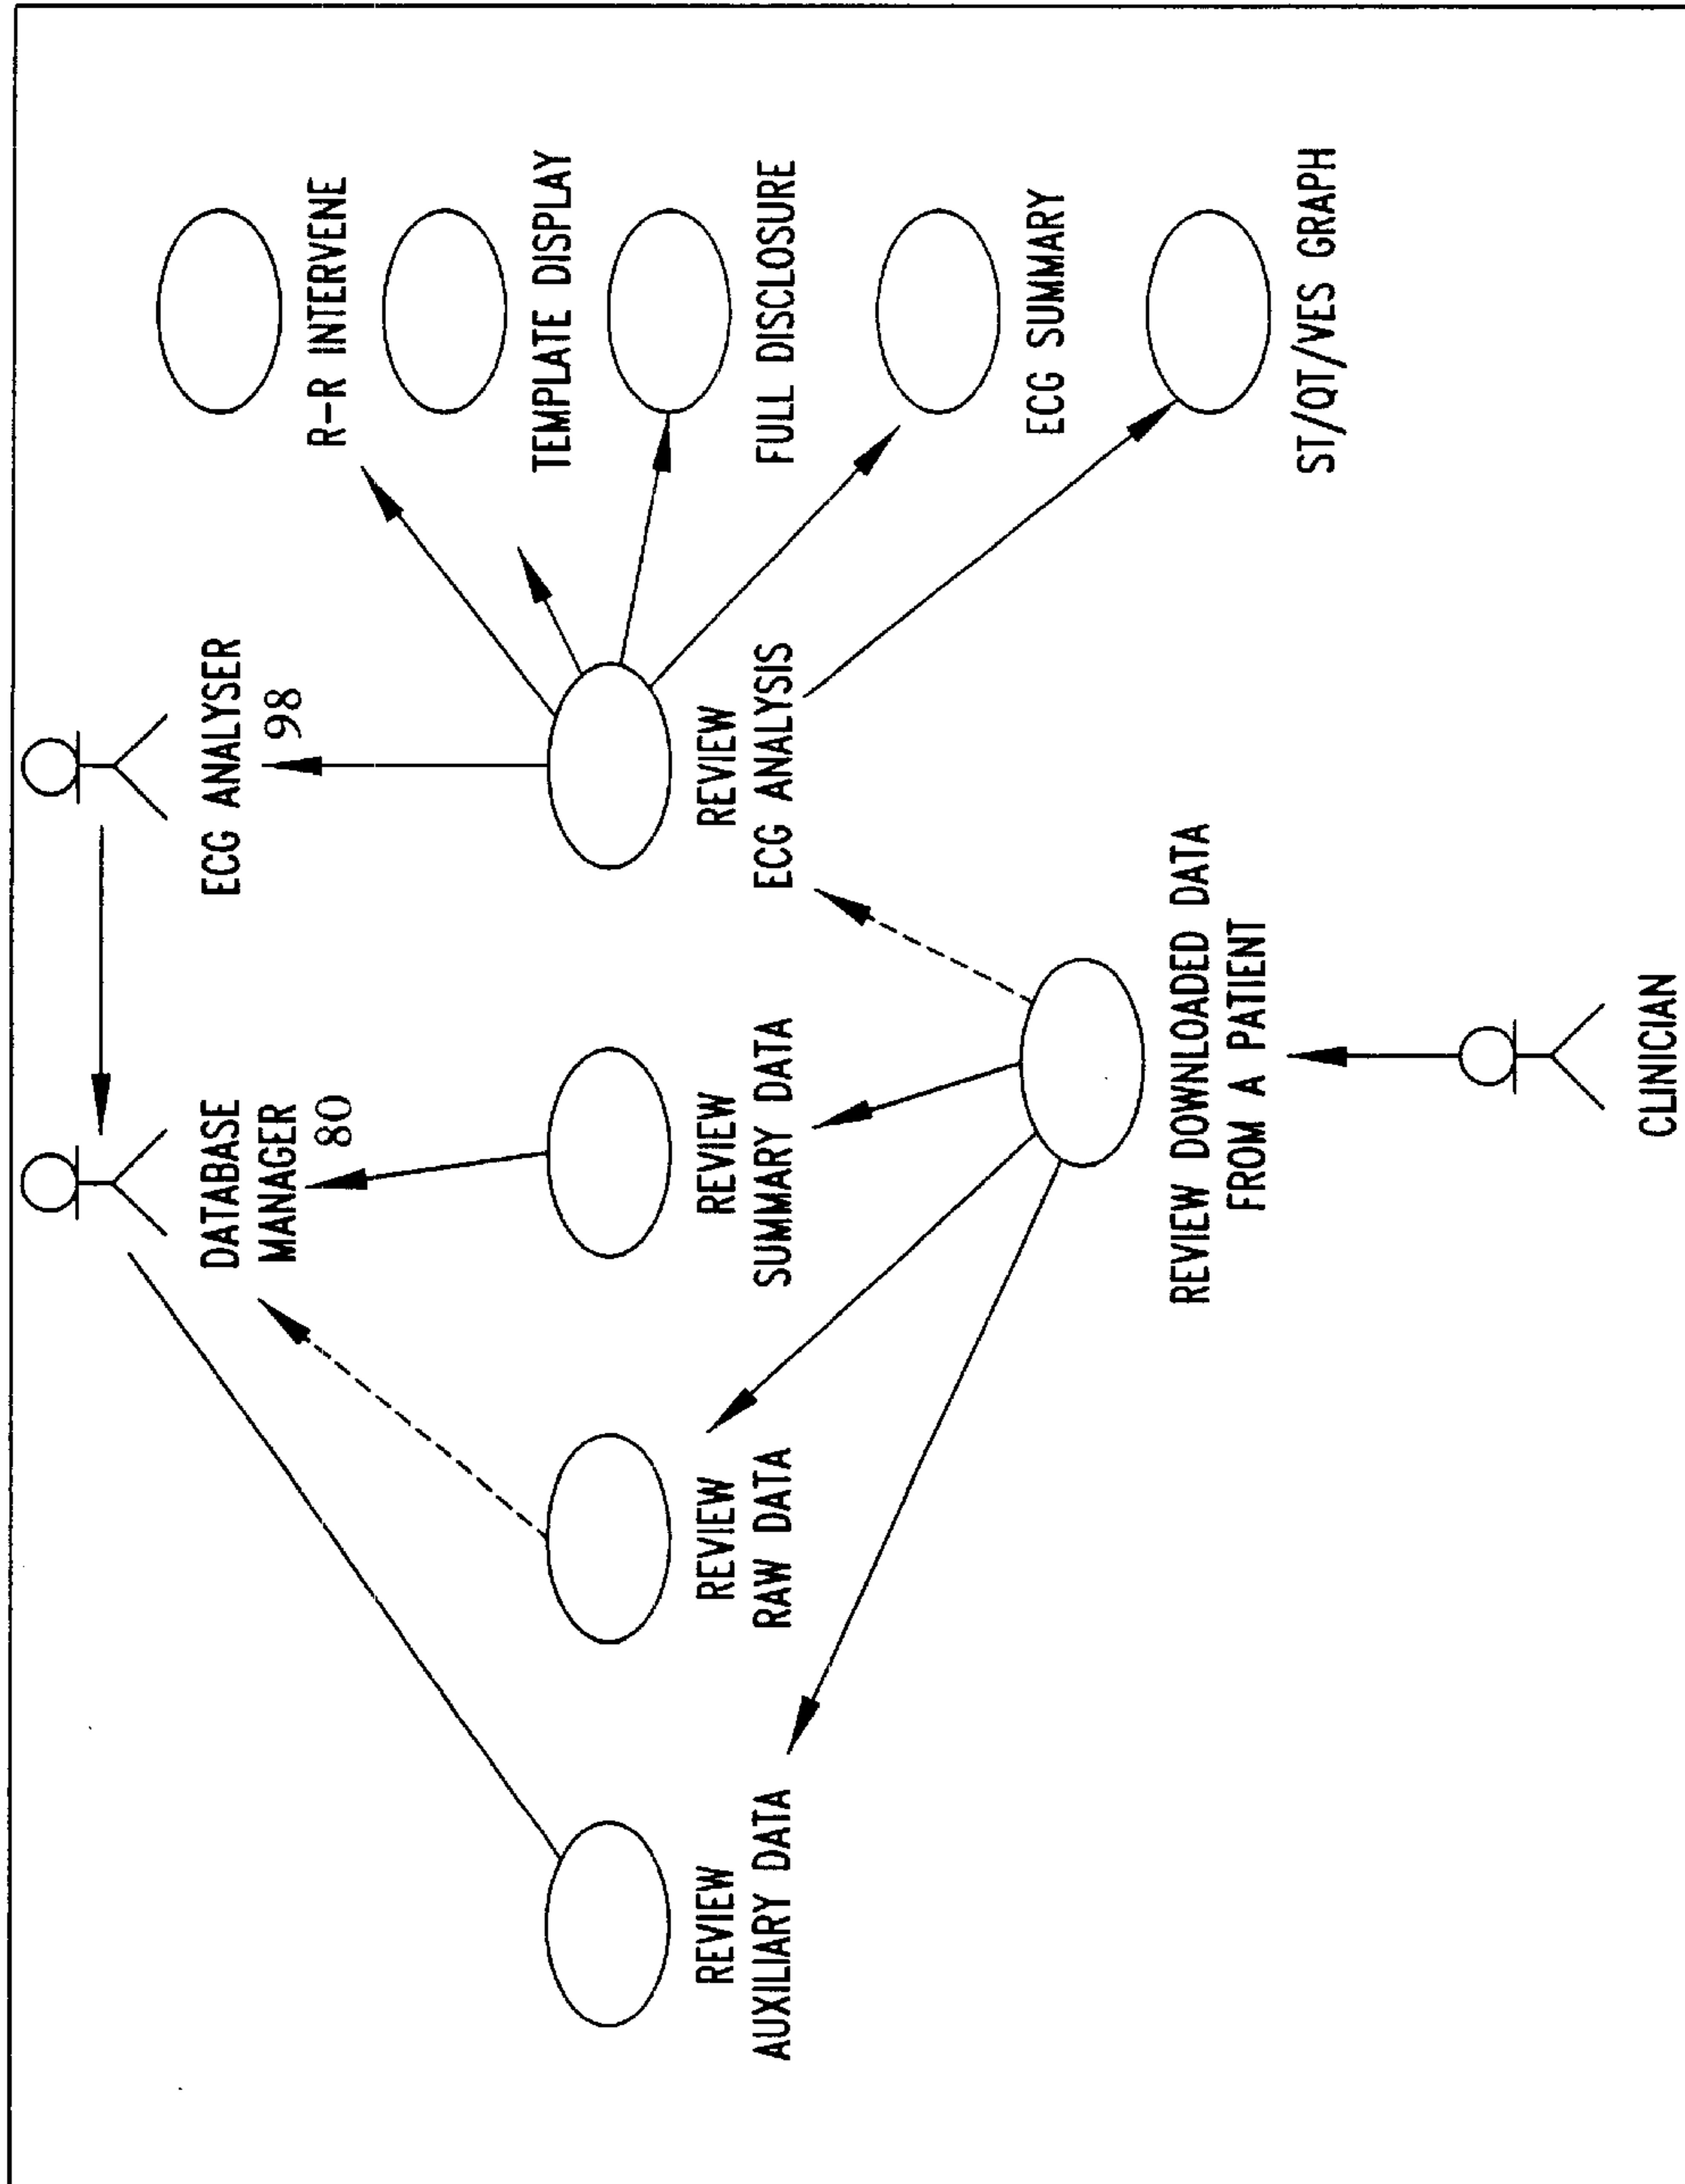 DATABASE
MANAGER
80
ECG ANALYSER
98
R-R INTERVENE
TEMPLATE DISPLAY
FULL DISCLOSURE
ECG SUMMARY
ST/QT/VES GRAPH
REVIEW
AUXILIARY DATA
REVIEW
RAW DATA
REVIEW
SUMMARY DATA
REVIEW
ECG ANALYSIS
REVIEW DOWNLOADED DATA
FROM A PATIENT
CLINICIAN